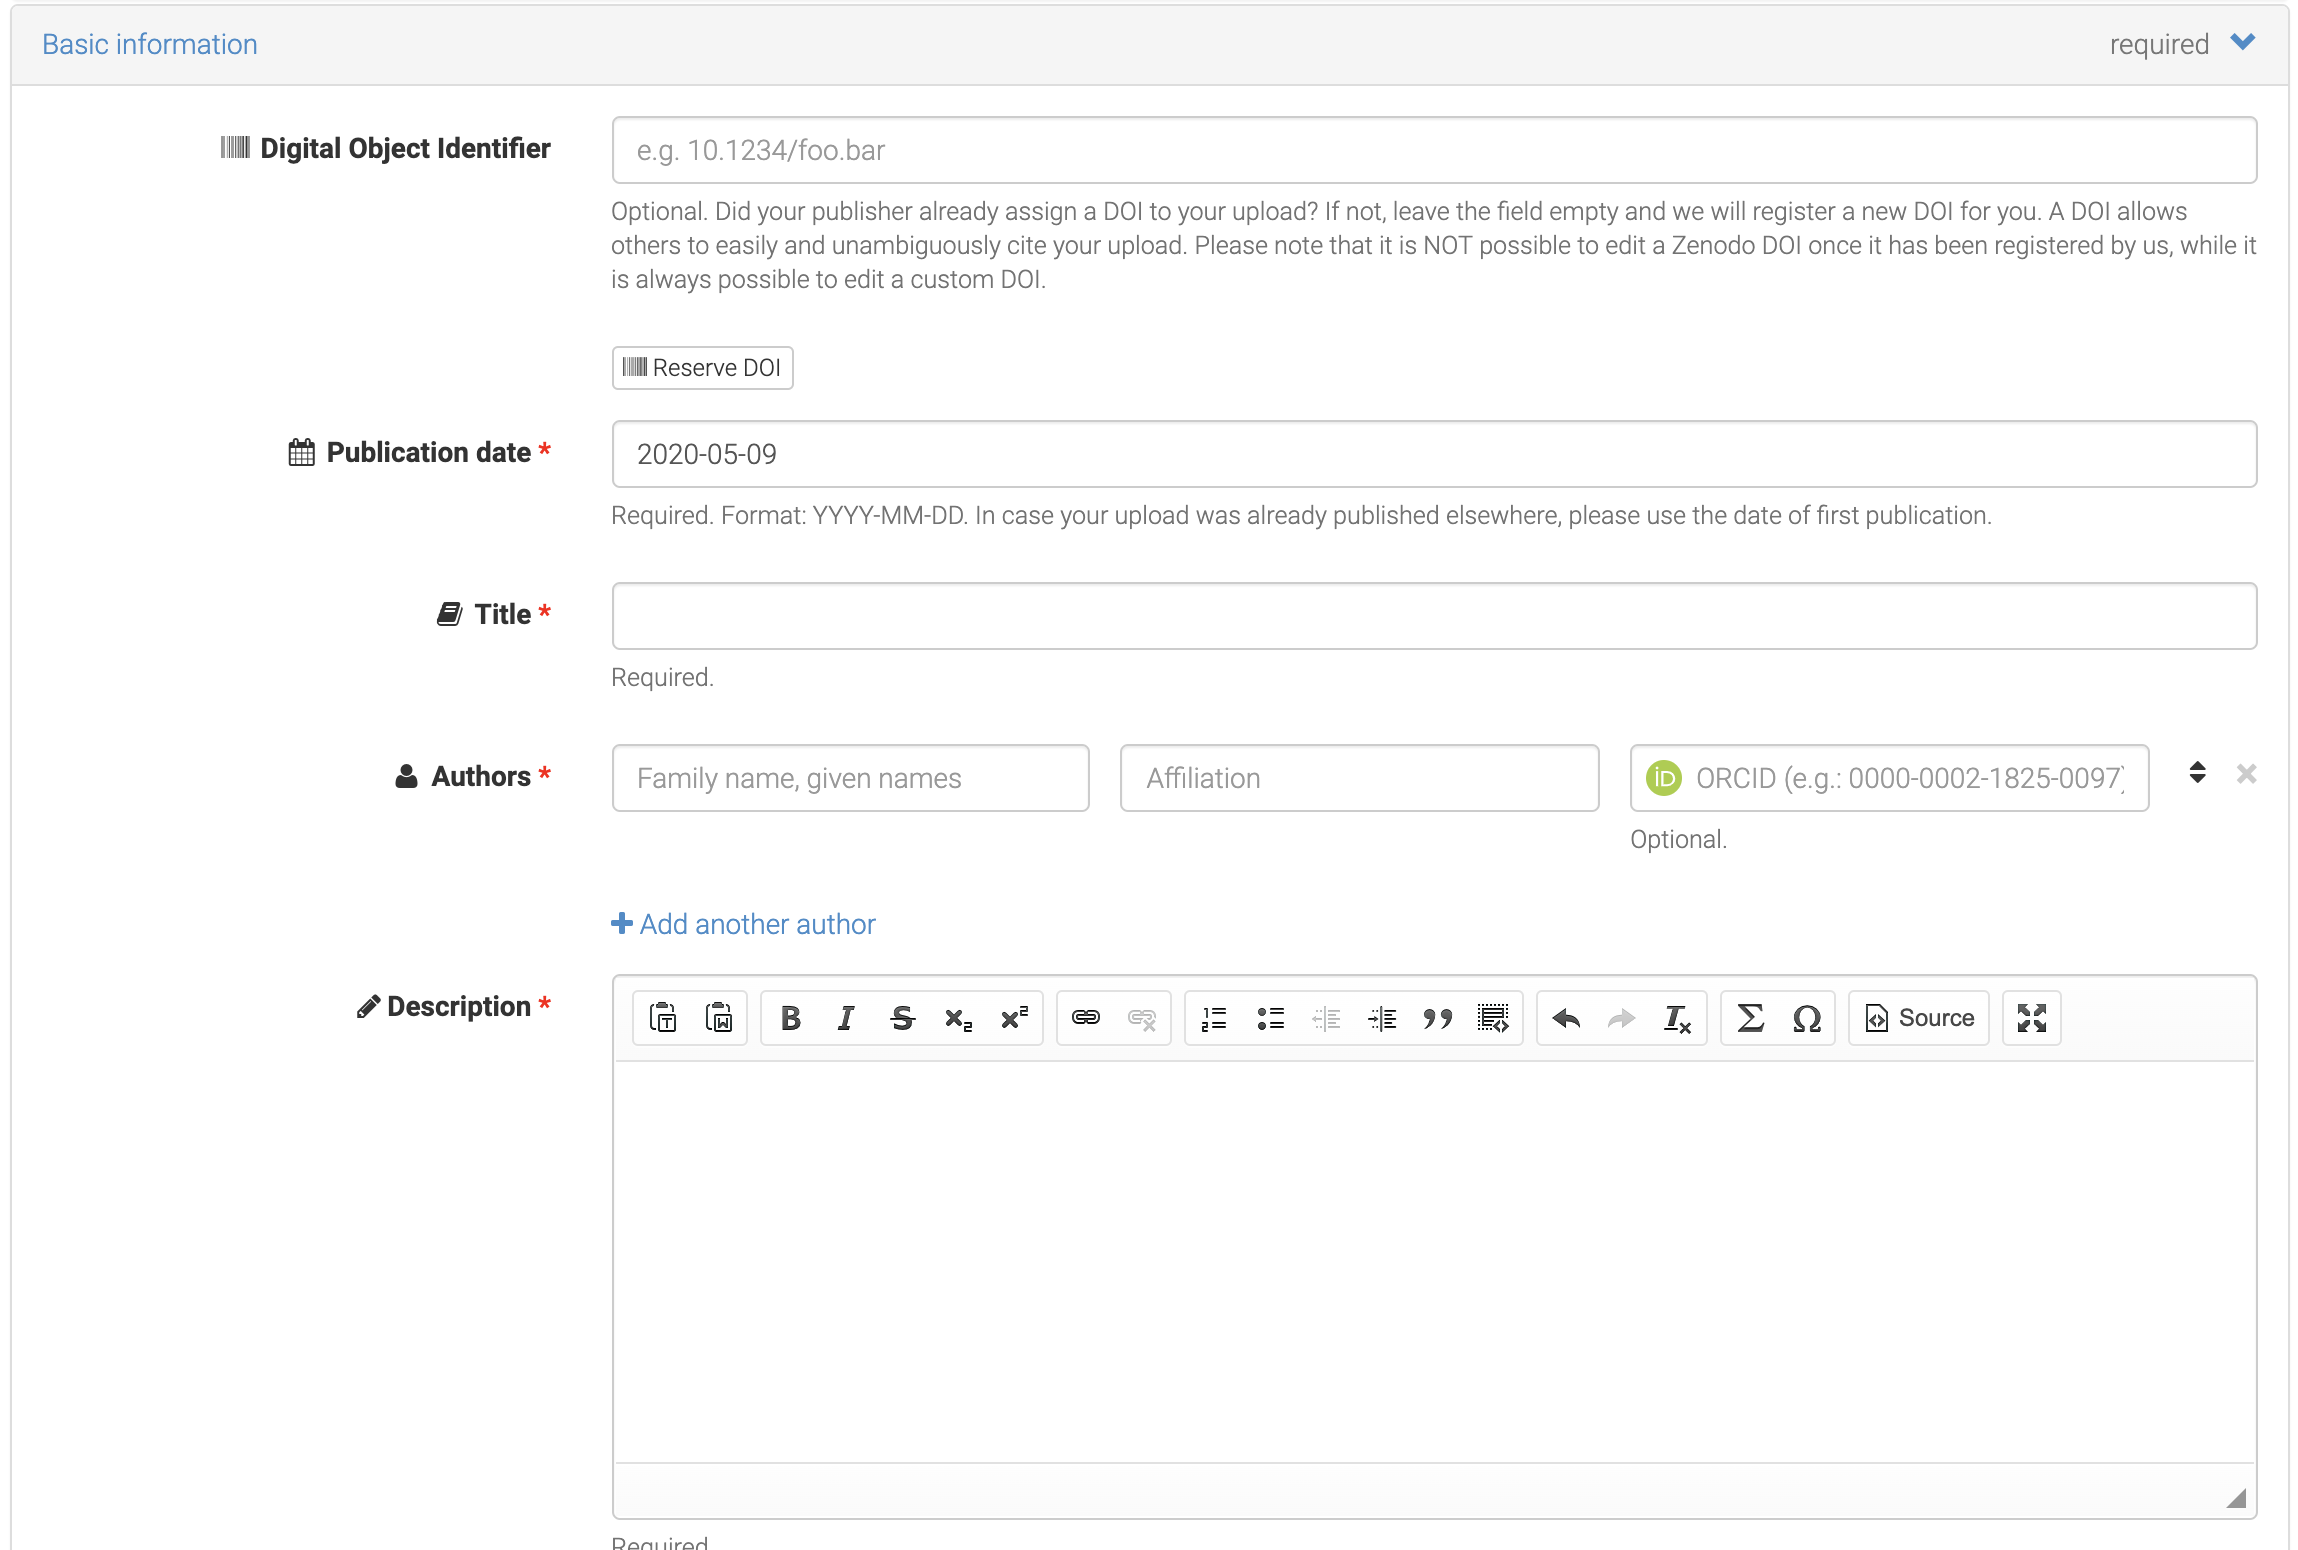 Basic information required
Digital Object Identifier
e.g. 10.1234/foo.bar
Optional. Did your publisher already assign a DOI to your upload? If not, leave the field empty and we will register a new DOI for you. A DOI allows
others to easily and unambiguously cite your upload. Please note that it is NOT possible to edit a Zenodo DOI once it has been registered by us, while it
is always possible to edit a custom DOI.
Reserve DOI
Publication date *
2020-05-09
Required. Format: YYYY-MM-DD. In case your upload was already published elsewhere, please use the date of first publication.
Title *
Required.
Authors *
Family name, given names
Affiliation
iD ORCID (e.g.: 0000-0002-1825-0097)
Optional.
Add another author
Description *
Source
Required.